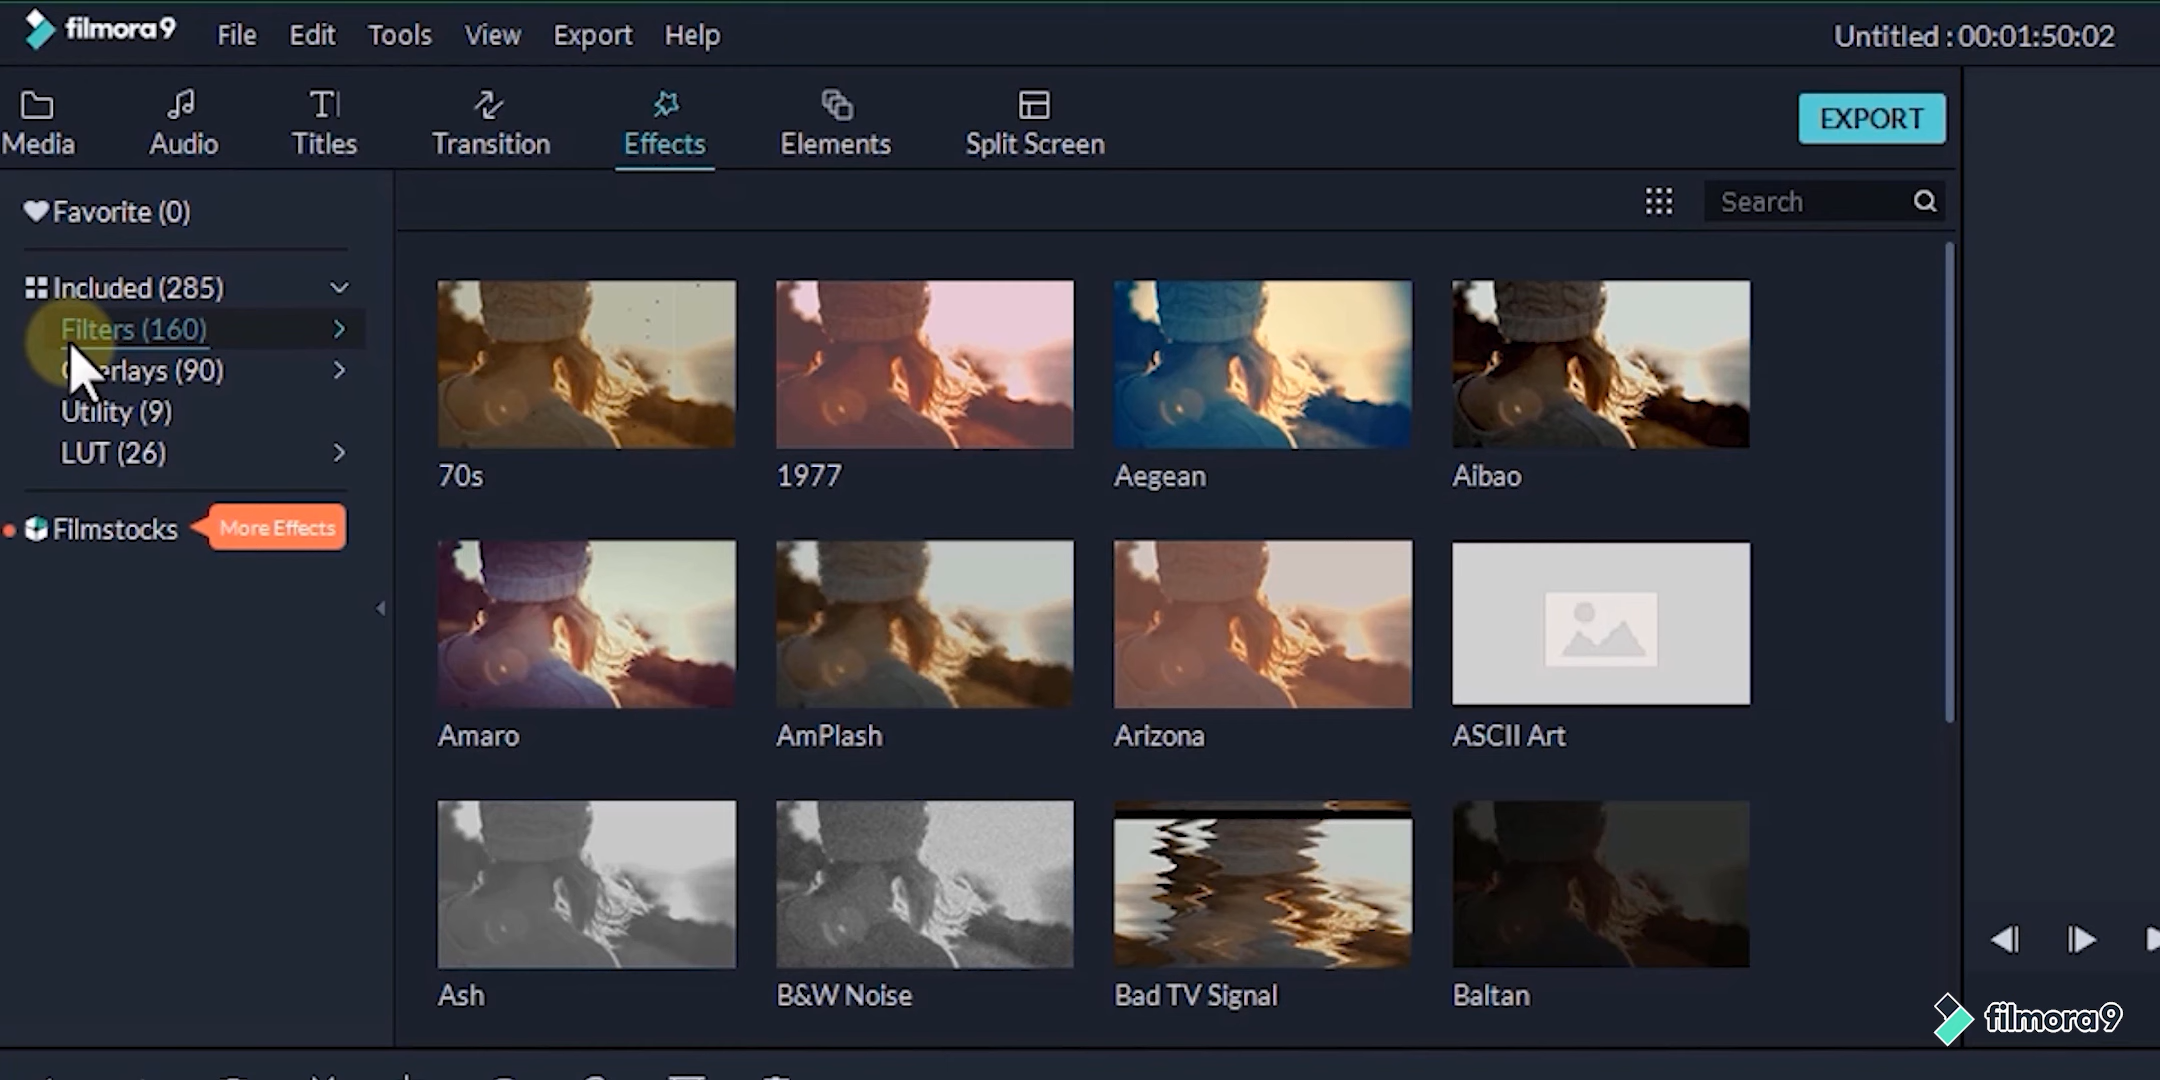 filmora9 File Edit Tools View Export Help Untitled : 00:01:50:02
Media Audio Titles Transition Effects Elements Split Screen EXPORT
Favorite (0)
Search
Included (285)
Filters (160)
Overlays (90)
Utility (9)
LUT (26)
Filmstocks More Effects
70s 1977 Aegean Aibao
Amaro AmPlash Arizona ASCII Art
Ash B&W Noise Bad TV Signal Baltan
filmora9